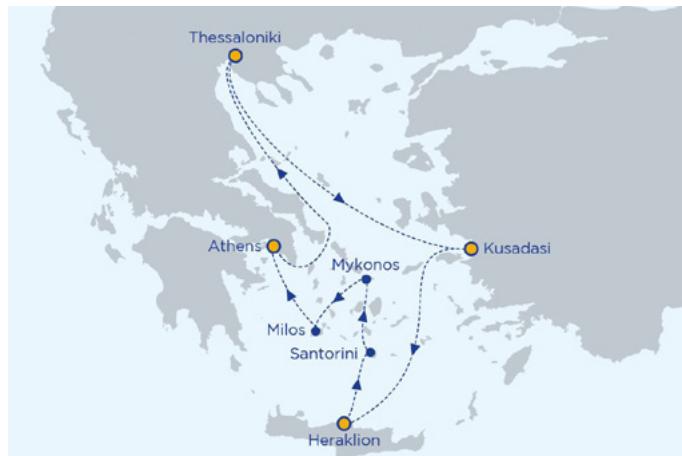 Thessaloniki
Athens
Kusadasi
Mykonos
Milos
Santorini
Heraklion